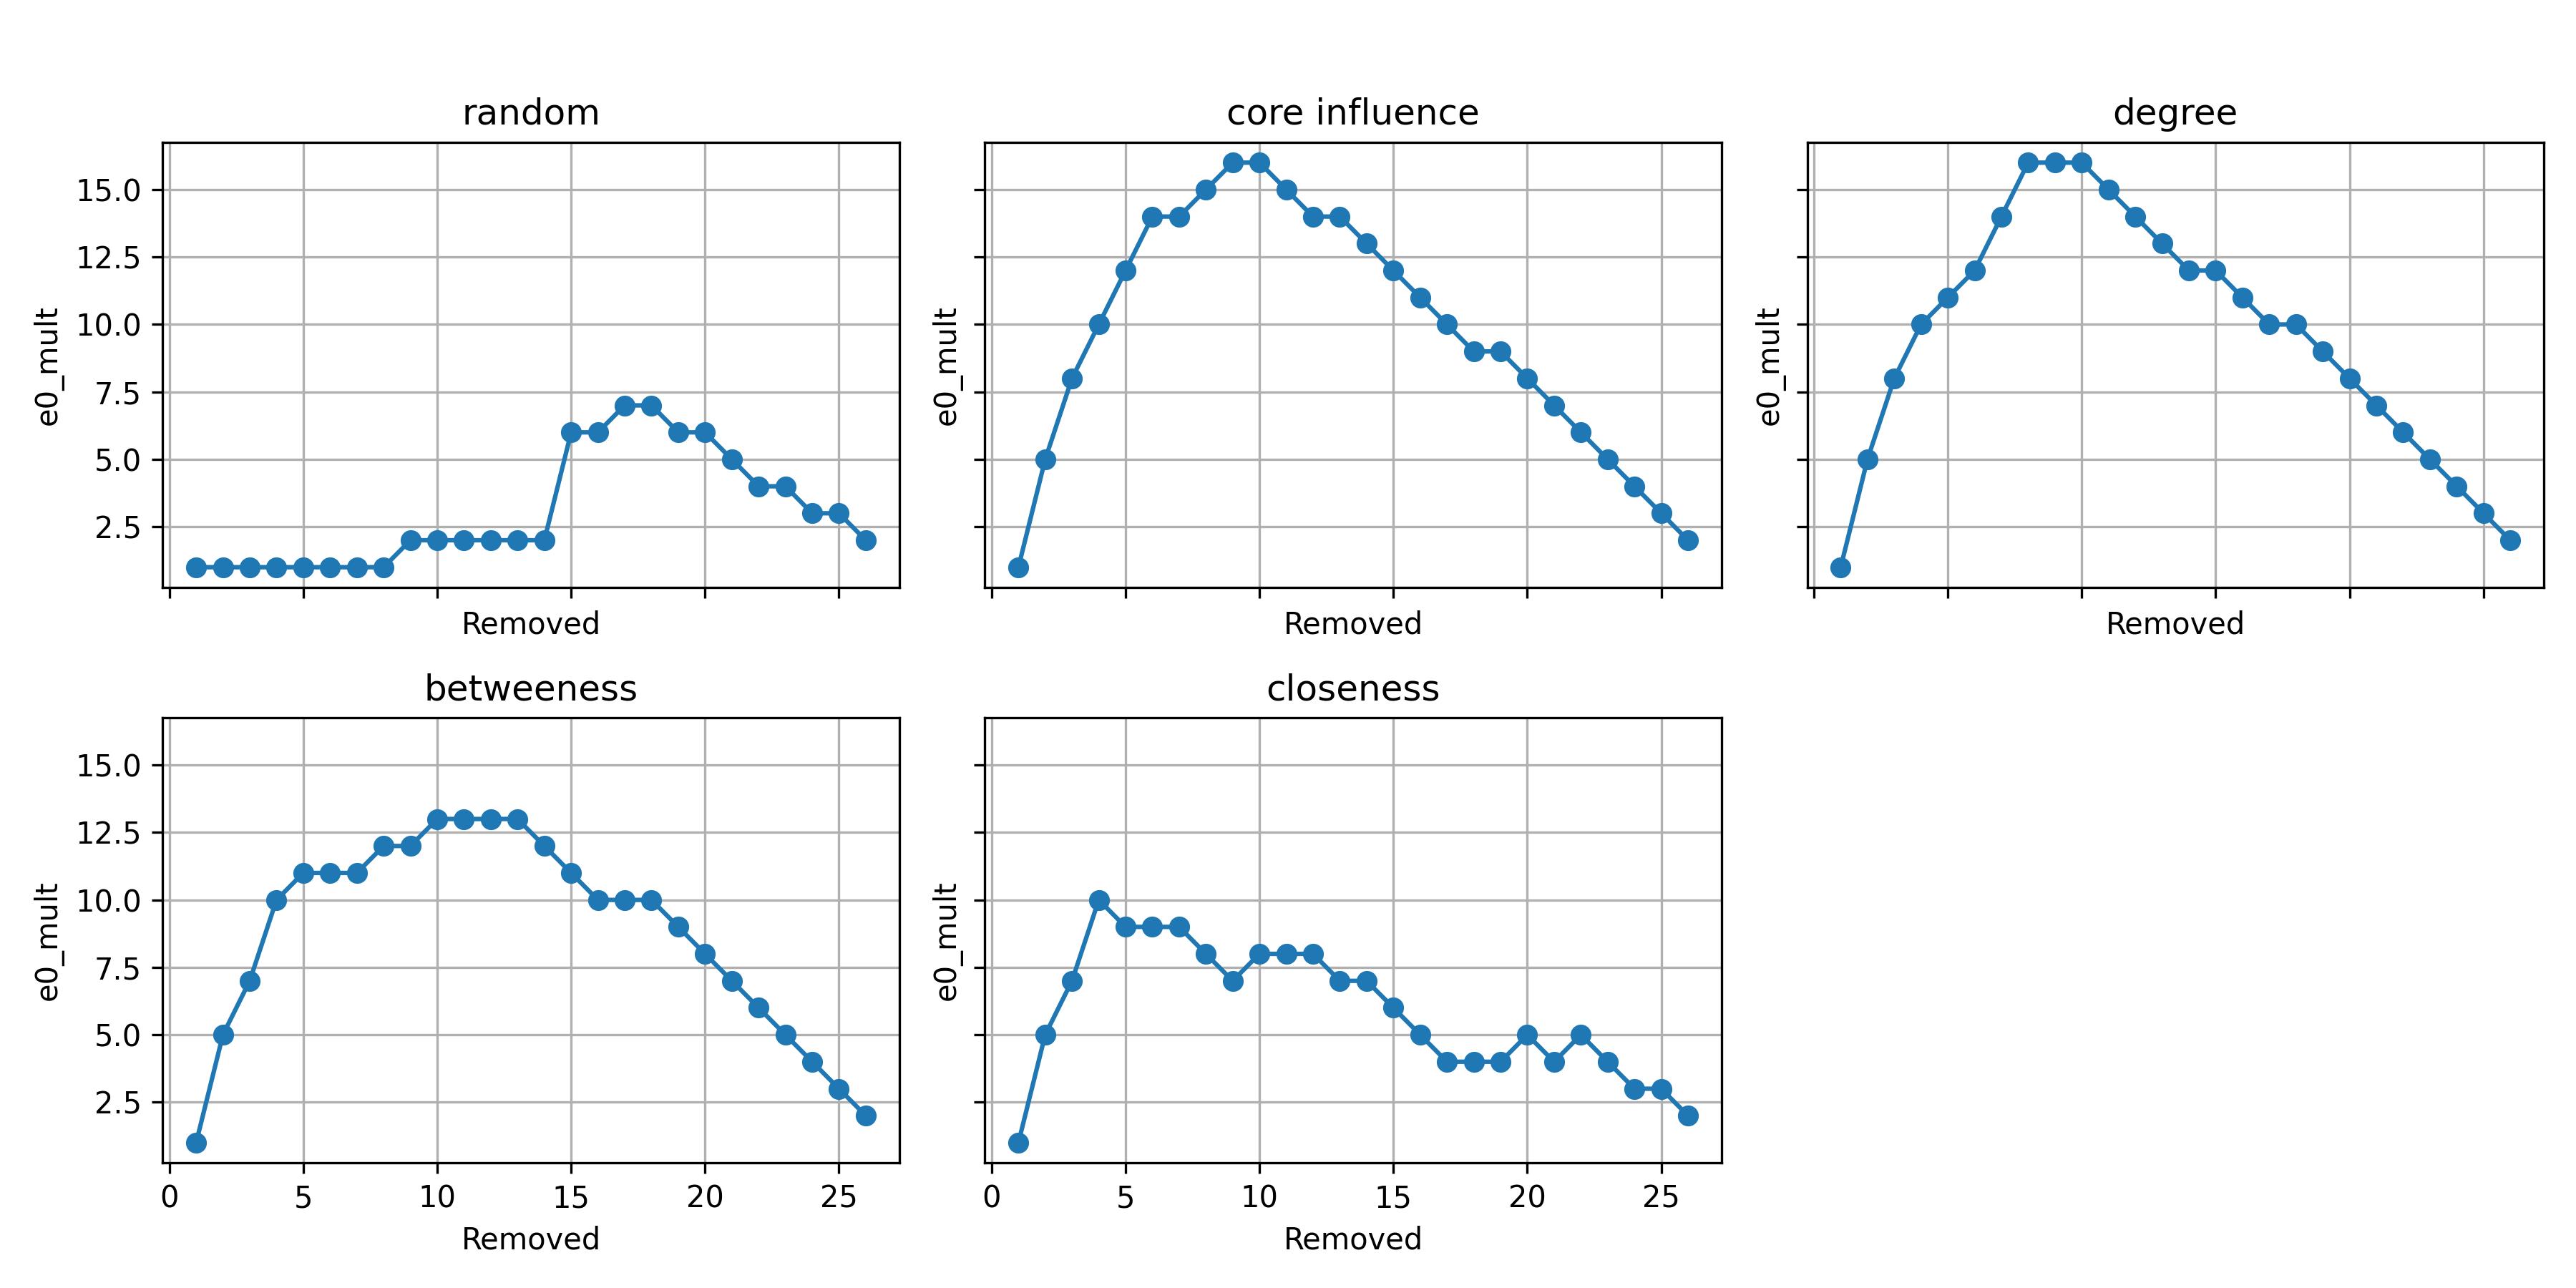 random
15.0
12.5
10.0
7.5
5.0
2.5
e0_mult
Removed
core influence
e0_mult
Removed
degree
e0_mult
Removed
betweeness
15.0
12.5
10.0
7.5
5.0
2.5
e0_mult
0 5 10 15 20 25
Removed
closeness
e0_mult
0 5 10 15 20 25
Removed